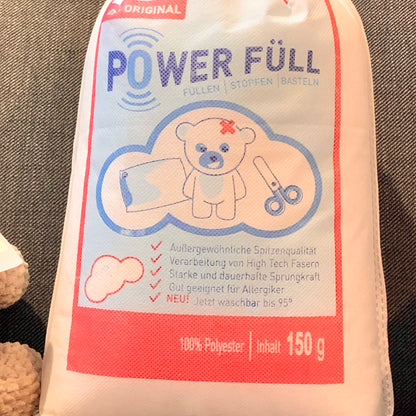 ORIGINAL
POWER FÜLL
FÜLLEN | STOPFEN | BASTELN
Außergewöhnliche Spitzenqualität
Verarbeitung von High Tech Fasern
Starke und dauerhafte Sprungkraft
Gut geeignet für Allergiker
NEU! Jetzt waschbar bis 95°
100% Polyester | Inhalt 150 g